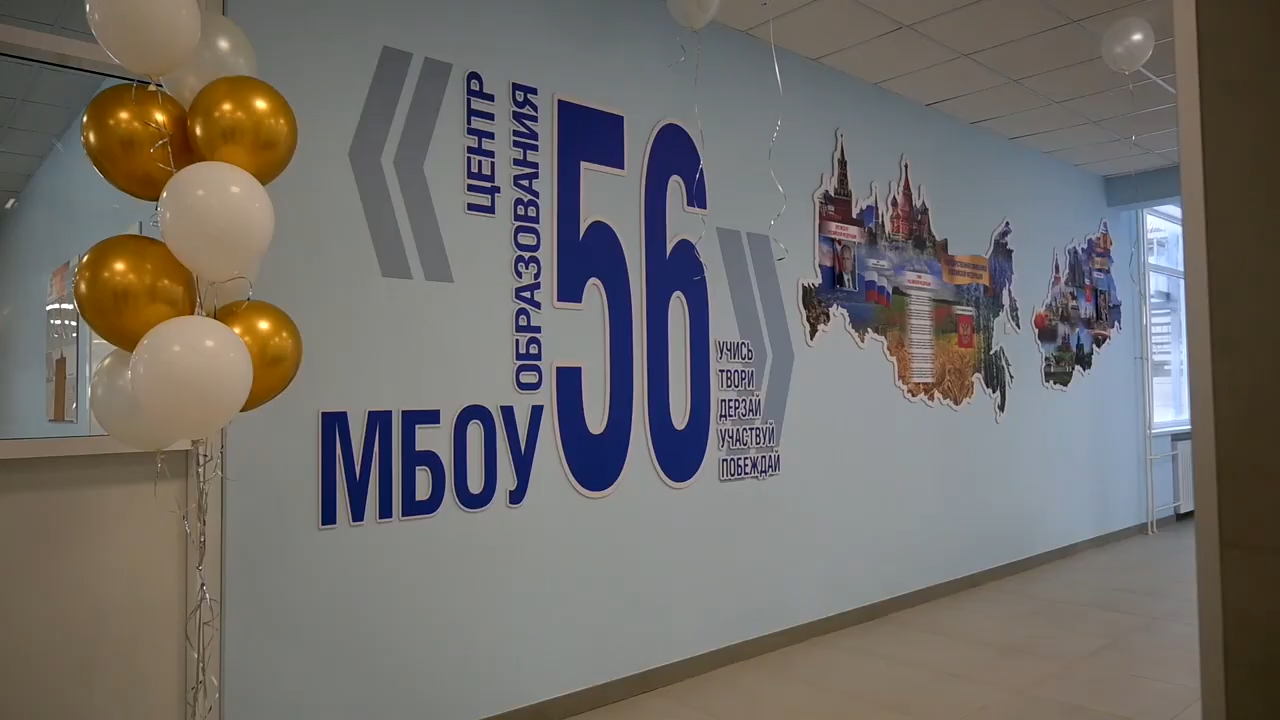 ЦЕНТР
ОБРАЗОВАНИЯ
56
МБОУ
УЧИСЬ
ТВОРИ
ДЕРЗАЙ
УЧАСТВУЙ
ПОБЕЖДАЙ